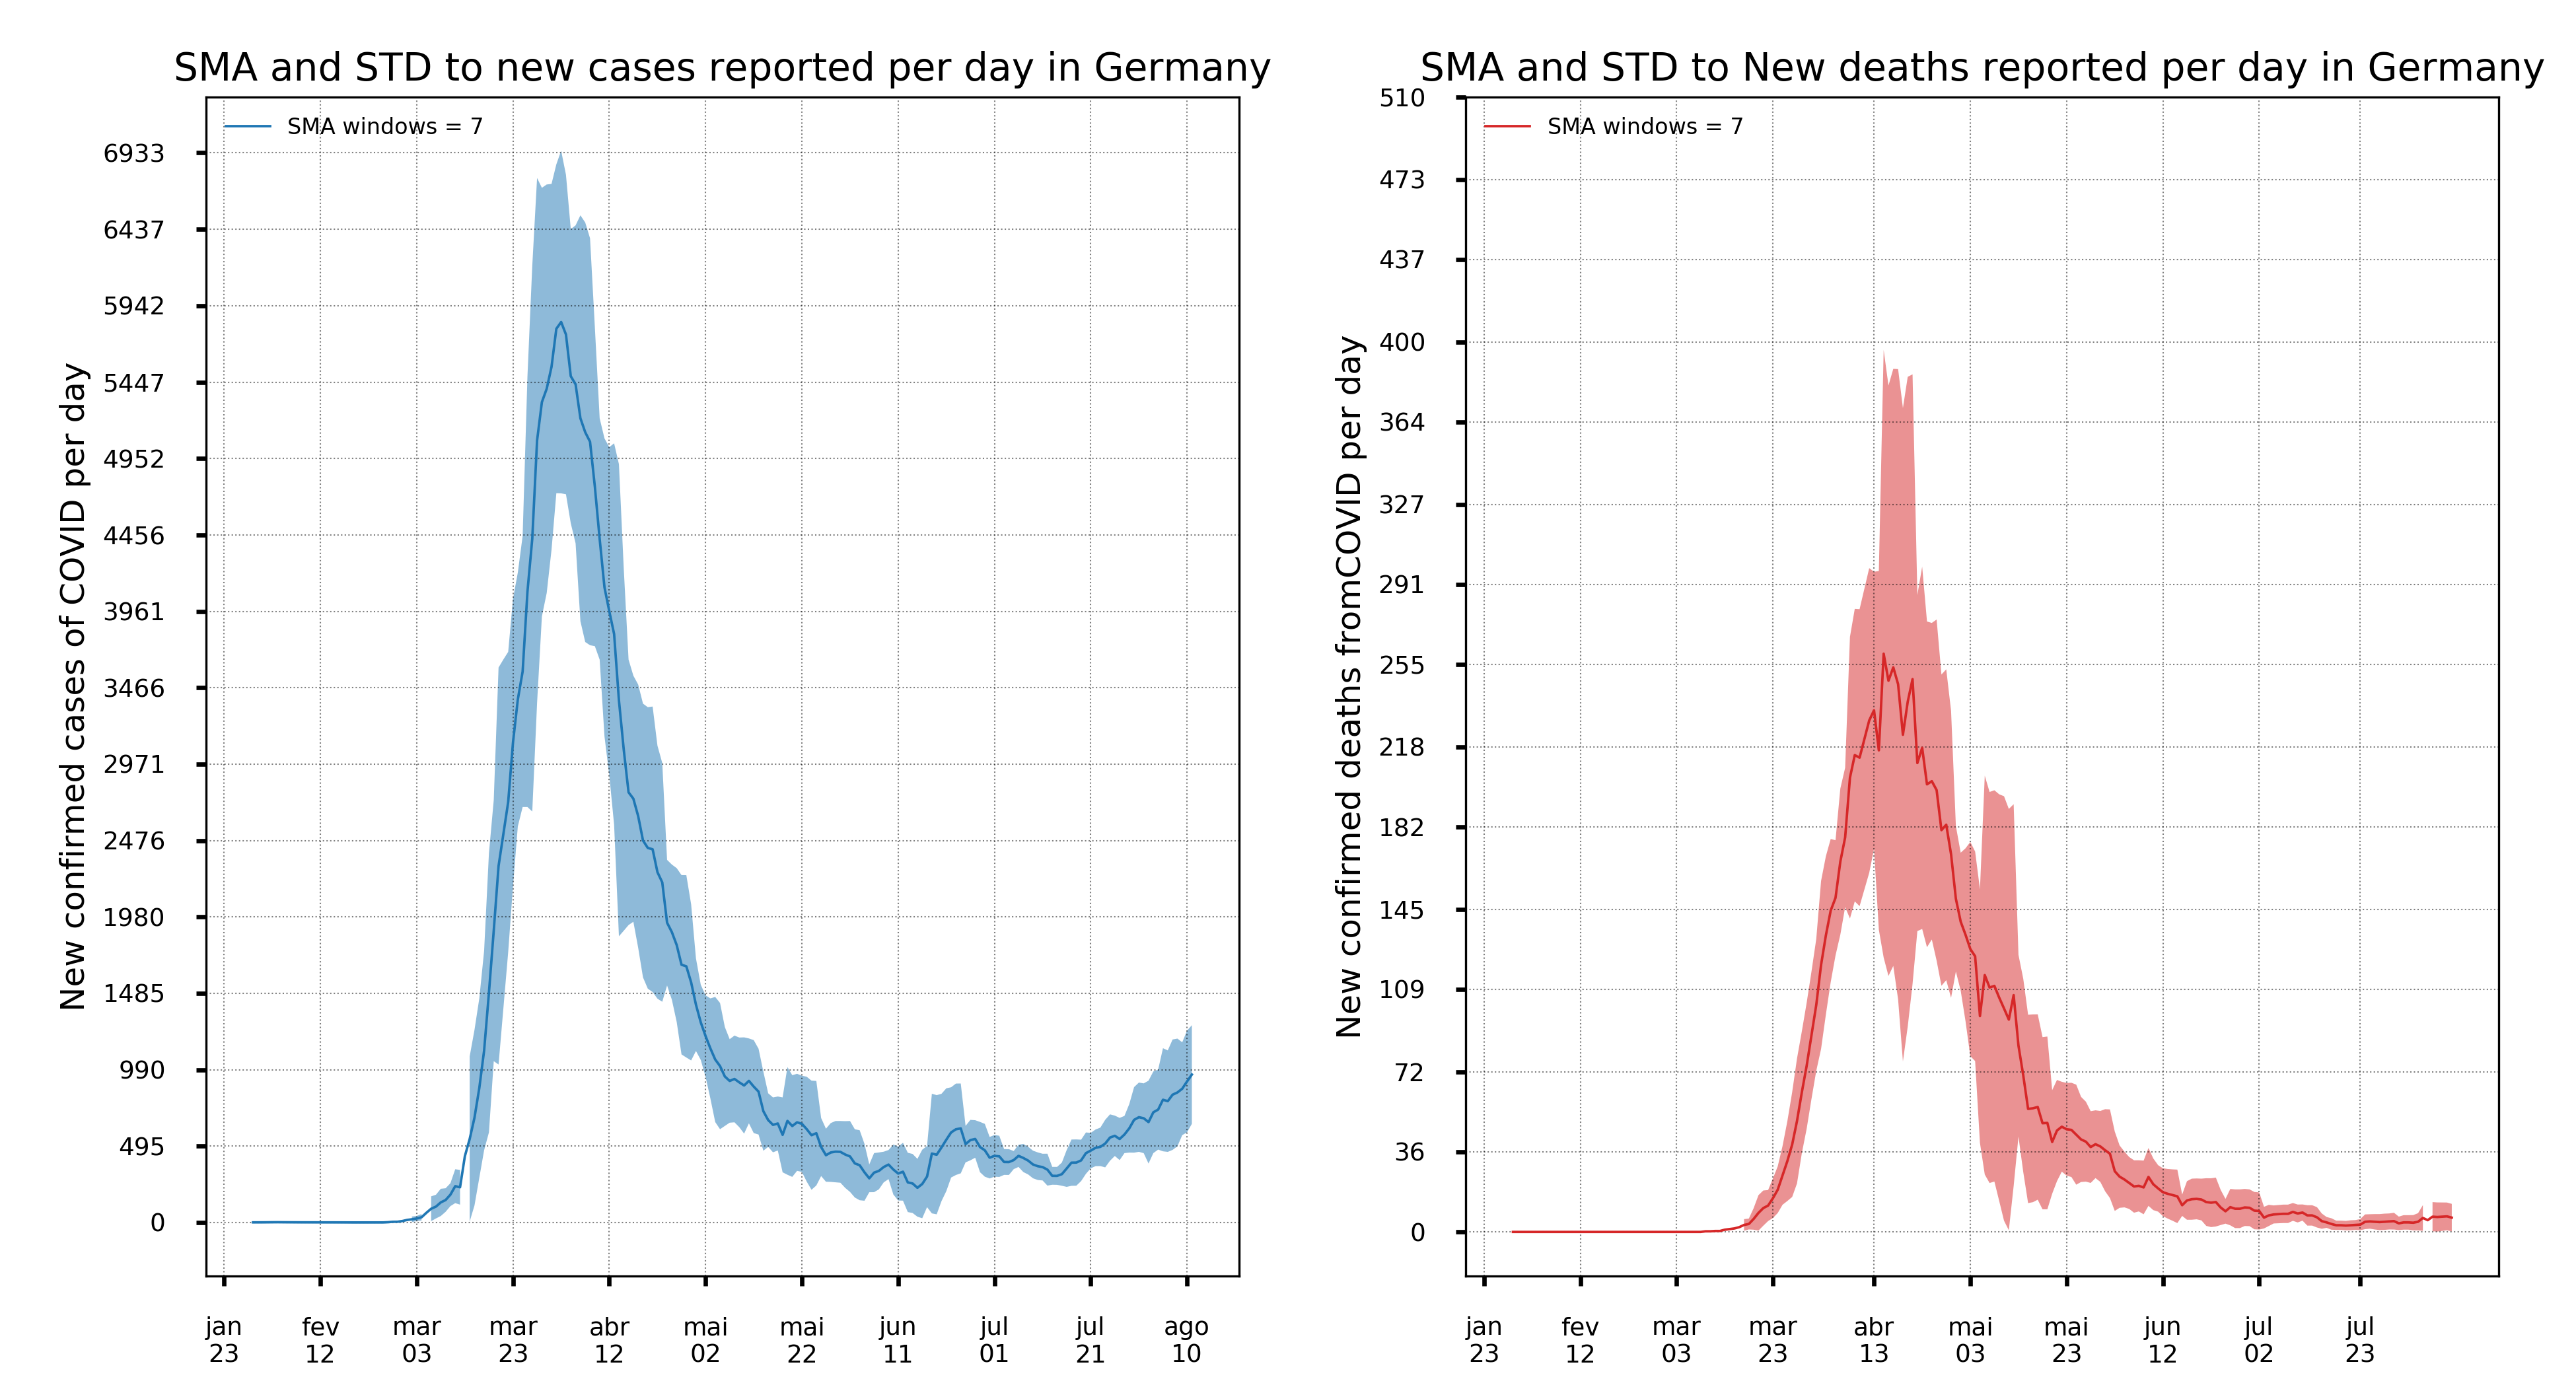 SMA and STD to new cases reported per day in Germany
SMA windows = 7
New confirmed cases of COVID per day
6933
6437
5942
5447
4952
4456
3961
3466
2971
2476
1980
1485
990
495
0
jan 23
fev 12
mar 03
mar 23
abr 12
mai 02
mai 22
jun 11
jul 01
jul 21
ago 10
SMA and STD to New deaths reported per day in Germany
SMA windows = 7
New confirmed deaths fromCOVID per day
510
473
437
400
364
327
291
255
218
182
145
109
72
36
0
jan 23
fev 12
mar 03
mar 23
abr 13
mai 03
mai 23
jun 12
jul 02
jul 23